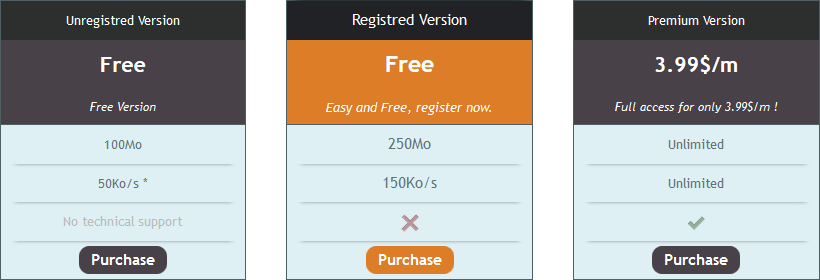 Unregistred Version
Free
Free Version
100Mo
50Ko/s *
No technical support
Purchase
Registred Version
Free
Easy and Free, register now.
250Mo
150Ko/s
Purchase
Premium Version
3.99$/m
Full access for only 3.99$/m !
Unlimited
Unlimited
Purchase